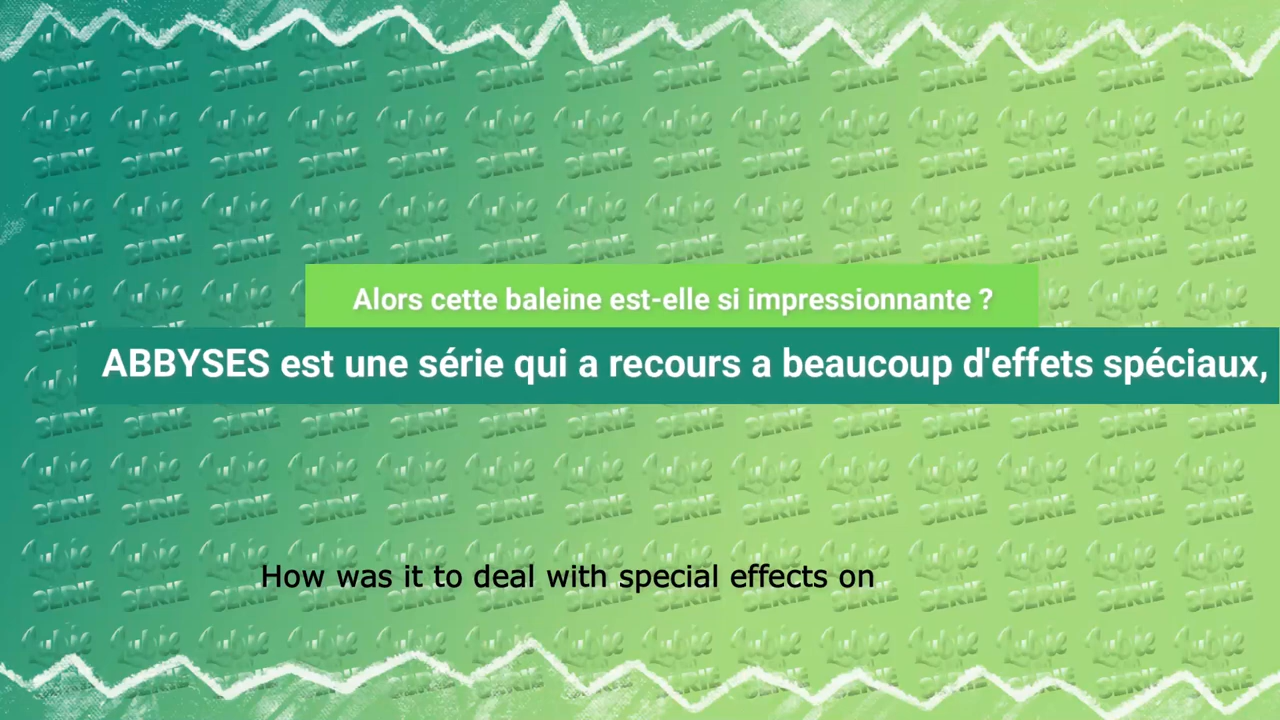 Alors cette baleine est-elle si impressionnante ?
ABBYSES est une série qui a recours a beaucoup d'effets spéciaux,
How was it to deal with special effects on